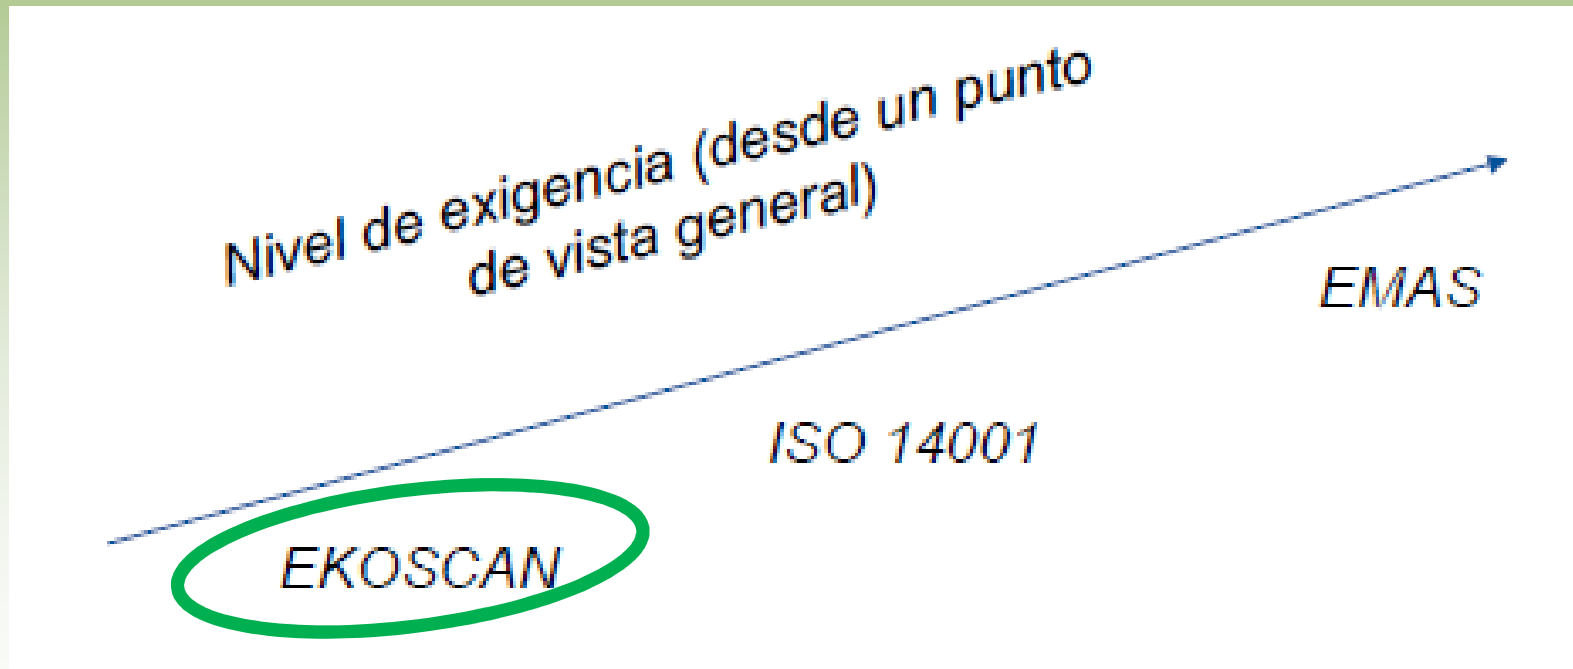 Nivel de exigencia (desde un punto
de vista general)
EMAS
ISO 14001
EKOSCAN